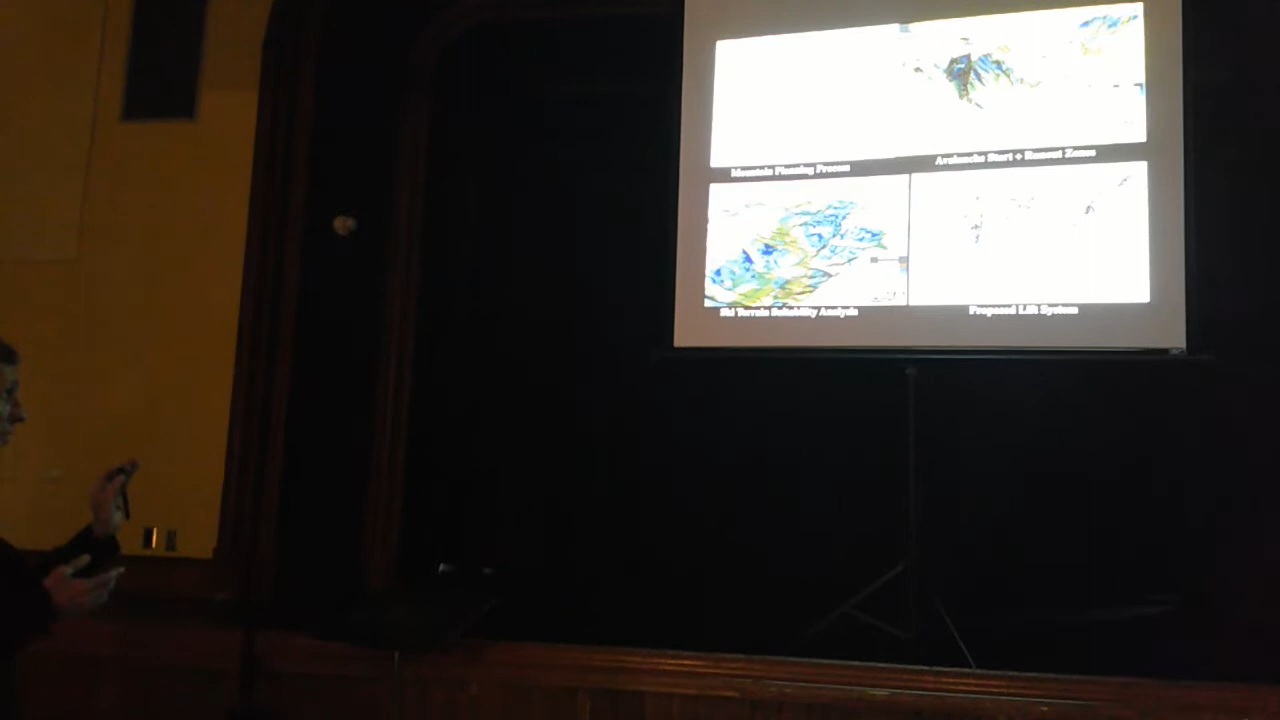 Mountain Planning Process
Avalanche Start + Runout Zones
Ski Terrain Suitability Analysis
Proposed Lift System